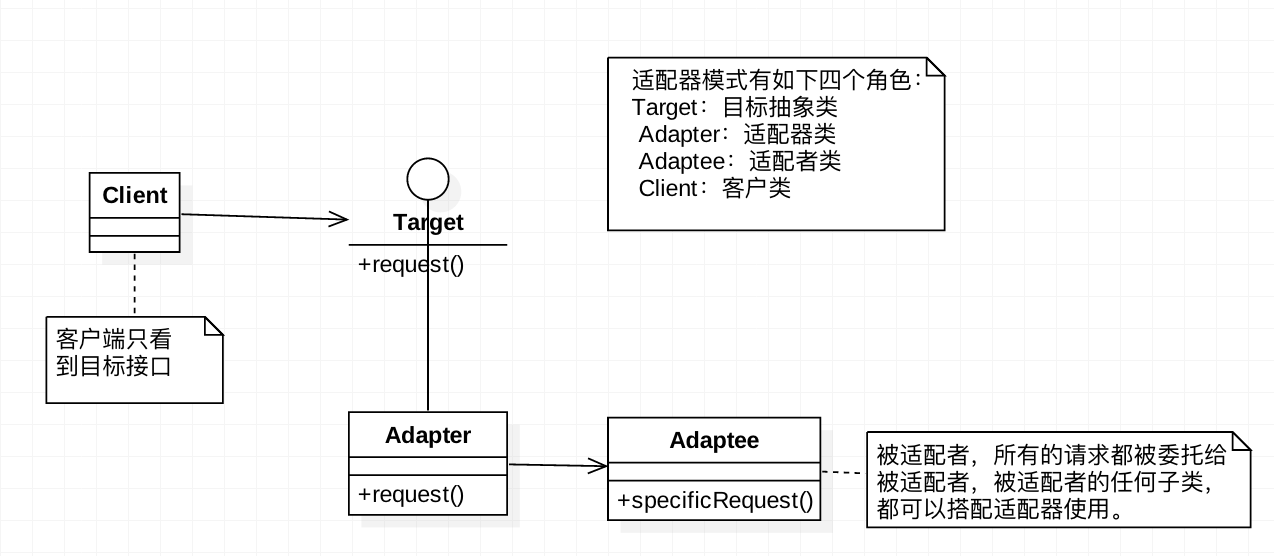 适配器模式有如下四个角色：
Target：目标抽象类
Adapter：适配器类
Adaptee：适配者类
Client：客户类
Client
Target
+request()
客户端只看
到目标接口
Adapter
+request()
Adaptee
+specificRequest()
被适配者，所有的请求都被委托给
被适配者，被适配者的任何子类，
都可以搭配适配器使用。